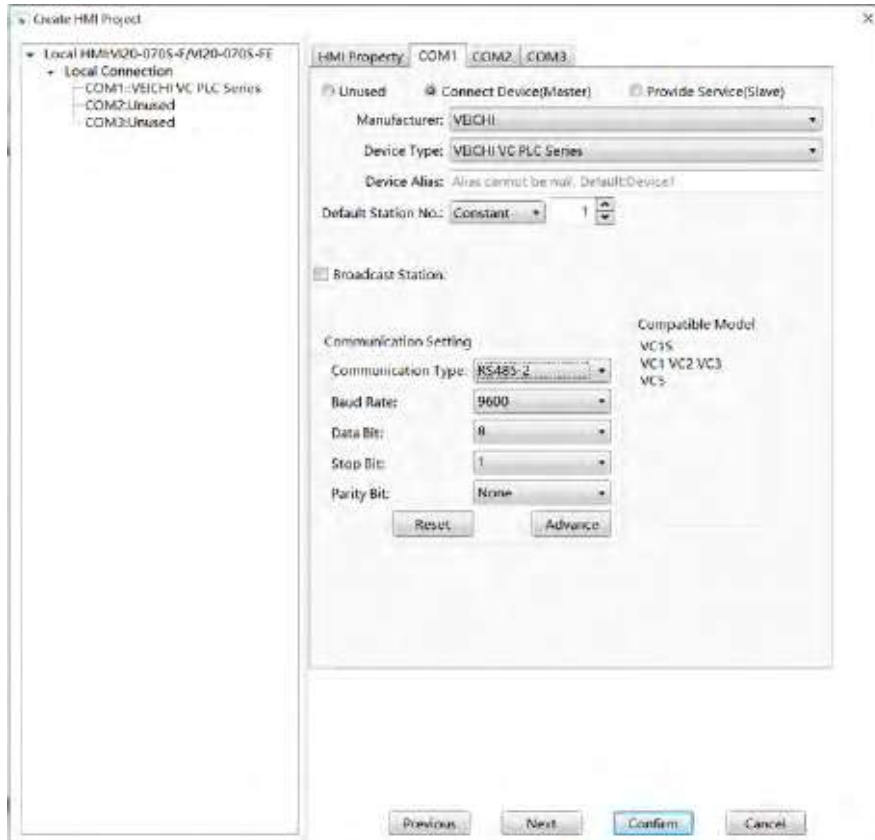 Create HMI Project
Local HMI:VI20-070S-F/VI20-070S-FE
Local Connection
COM1:VEICHI VC PLC Series
COM2:Unused
COM3:Unused
HMI Property COM1 COM2 COM3
Unused Connect Device(Master) Provide Service(Slave)
Manufacturer: VEICHI
Device Type: VEICHI VC PLC Series
Device Alias: Alias cannot be null, Default:Device1
Default Station No.: Constant 1
Broadcast Station
Communication Setting
Communication Type: RS485-2
Baud Rate: 9600
Data Bit: 8
Stop Bit: 1
Parity Bit: None
Reset Advance
Compatible Model
VC1S
VC1 VC2 VC3
VC5
Previous Next Confirm Cancel